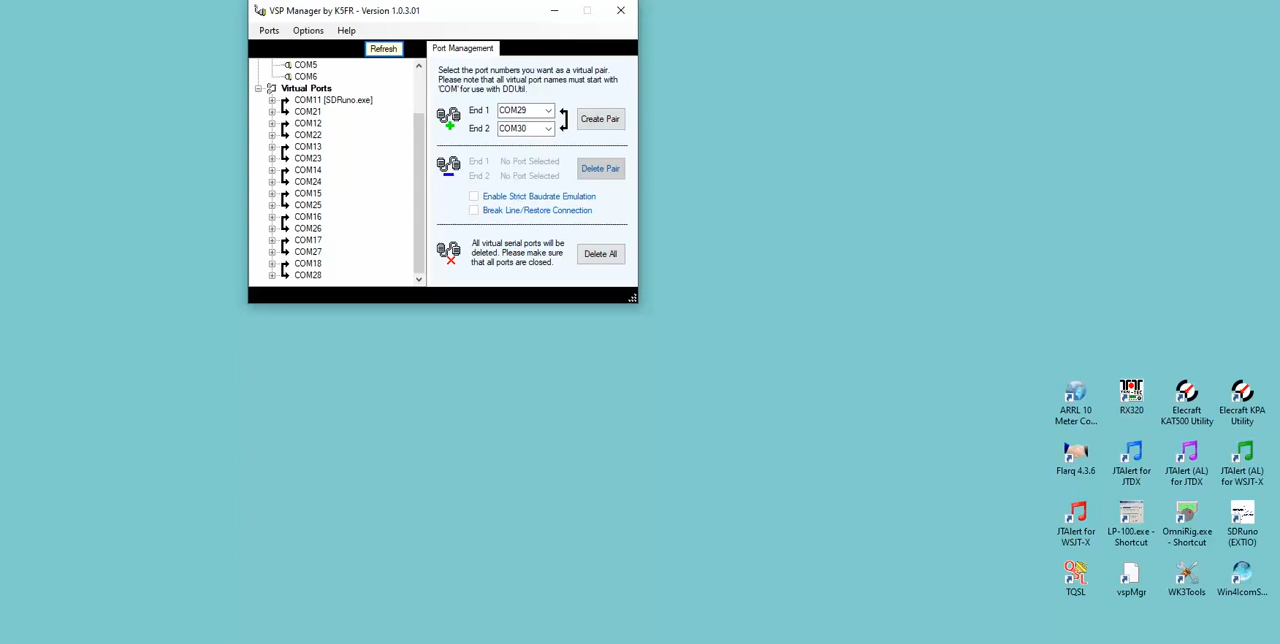 VSP Manager by K5FR - Version 1.0.3.01
Ports Options Help
Refresh
Port Management
COM5
COM6
Virtual Ports
COM11 [SDRuno.exe]
COM21
COM12
COM22
COM13
COM23
COM14
COM24
COM15
COM25
COM16
COM26
COM17
COM27
COM18
COM28
Select the port numbers you want as a virtual pair.
Please note that all virtual port names must start
with 'COM' for use with DDUtil.
End 1 COM29
End 2 COM30
Create Pair
End 1 No Port Selected
End 2 No Port Selected
Delete Pair
Enable Strict Baudrate Emulation
Break Line/Restore Connection
All virtual serial ports will be
deleted. Please make sure
that all ports are closed.
Delete All
ARRL 10
Meter Co...
RX320
Elecraft
KAT500 Utility
Elecraft KPA
Utility
Flarq 4.3.6
JTAlert for
JTDX
JTAlert (AL)
for JTDX
JTAlert (AL)
for WSJT-X
JTAlert for
WSJT-X
LP-100.exe -
Shortcut
OmniRig.exe
- Shortcut
SDRuno
(EXTIO)
TQSL
vspMgr
WK3Tools
Win4IcomS...